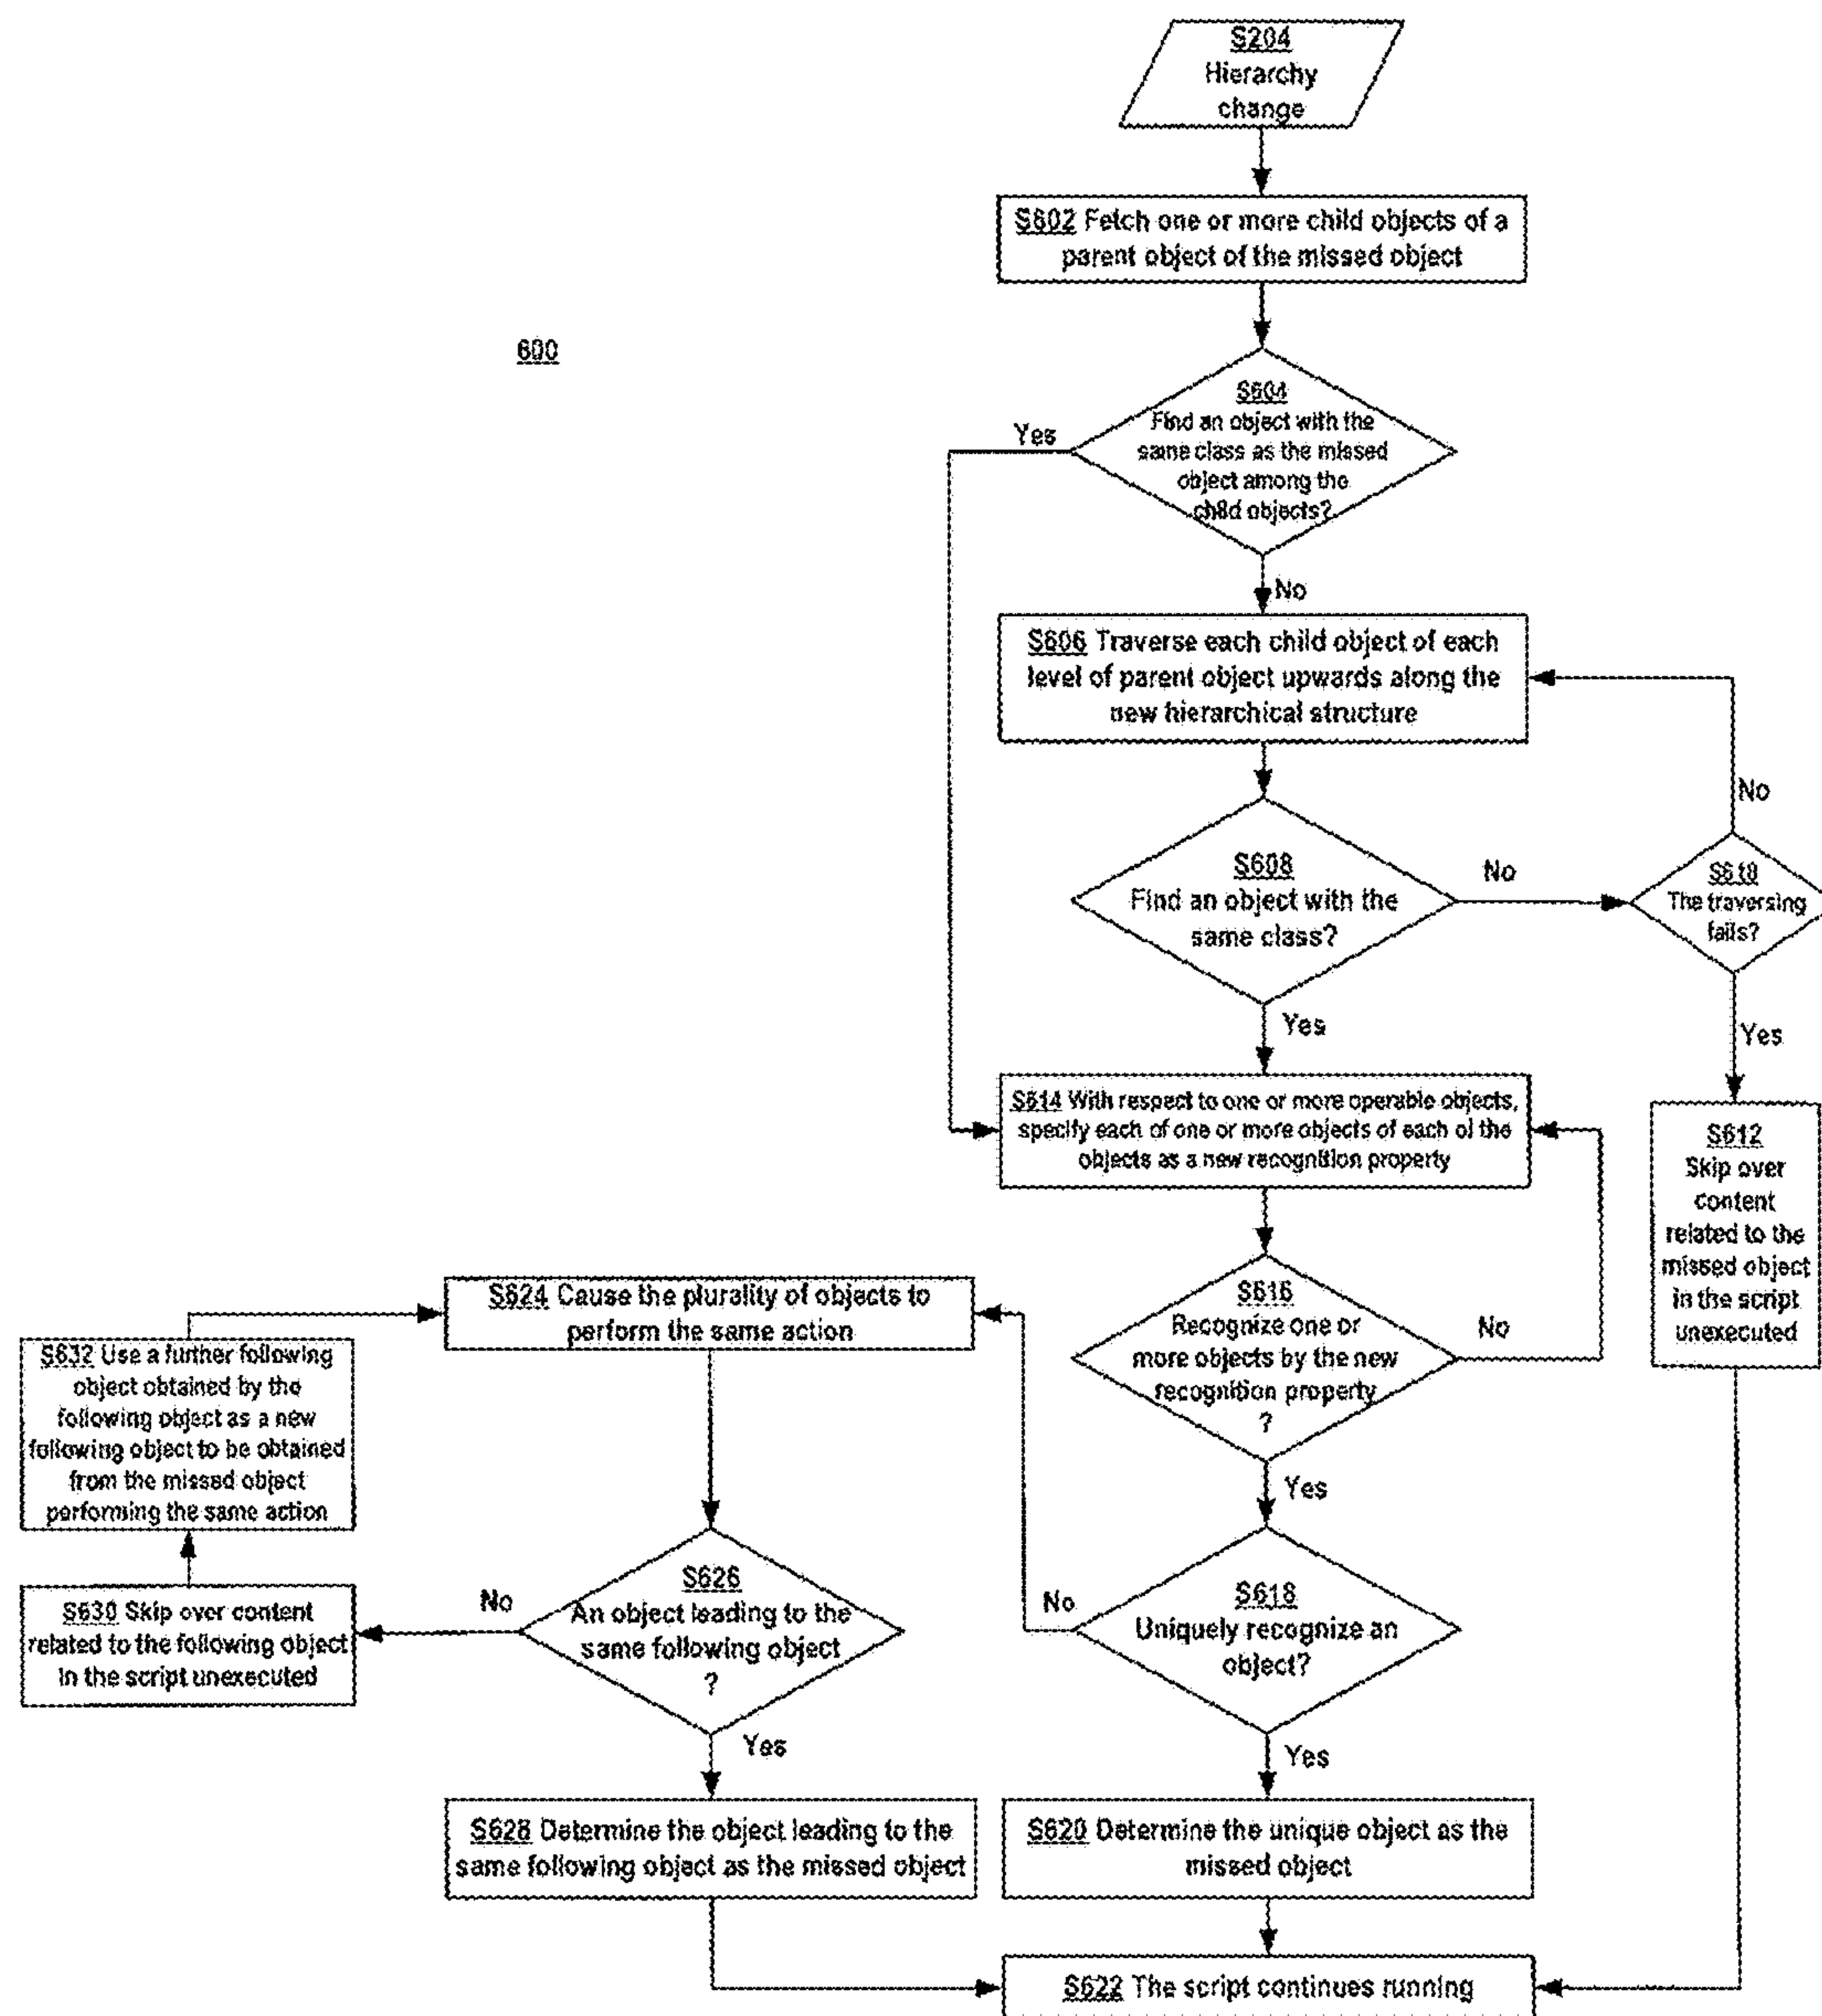 S204
Hierarchy
change
S602 Fetch one or more child objects of a
parent object of the missed object
600
S604
Find an object with the
same class as the missed
object among the
child objects?
Yes
No
S606 Traverse each child object of each
level of parent object upwards along the
new hierarchical structure
No
S608
Find an object with the
same class?
No
S610
The traversing
fails?
Yes
Yes
S614 With respect to one or more operable objects,
specify each of one or more objects of each of the
objects as a new recognition property
S612
Skip over
content
related to the
missed object
in the script
unexecuted
S616
Recognize one or
more objects by the new
recognition property
?
No
Yes
S624 Cause the plurality of objects to
perform the same action
S632 Use a further following
object obtained by the
following object as a new
following object to be obtained
from the missed object
performing the same action
S626
An object leading to the
same following object
?
No
S630 Skip over content
related to the following object
in the script unexecuted
Yes
S618
Uniquely recognize an
object?
No
Yes
S628 Determine the object leading to the
same following object as the missed object
S620 Determine the unique object as the
missed object
S622 The script continues running